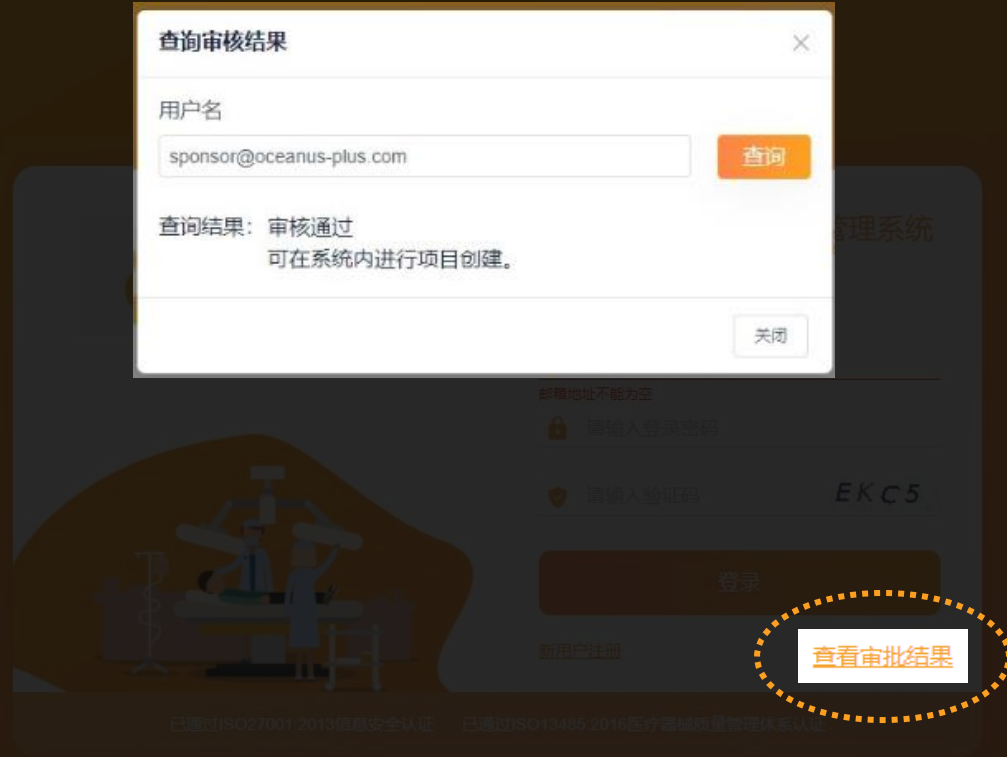 查询审核结果
用户名
sponsor@oceanus-plus.com
查询
查询结果： 审核通过
可在系统内进行项目创建。
关闭
管理系统
邮箱地址不能为空
请输入登录密码
请输入验证码
EKC5
登录
新用户注册
查看审批结果
已通过ISO27001:2013信息安全认证 已通过ISO13485:2016医疗器械质量管理体系认证